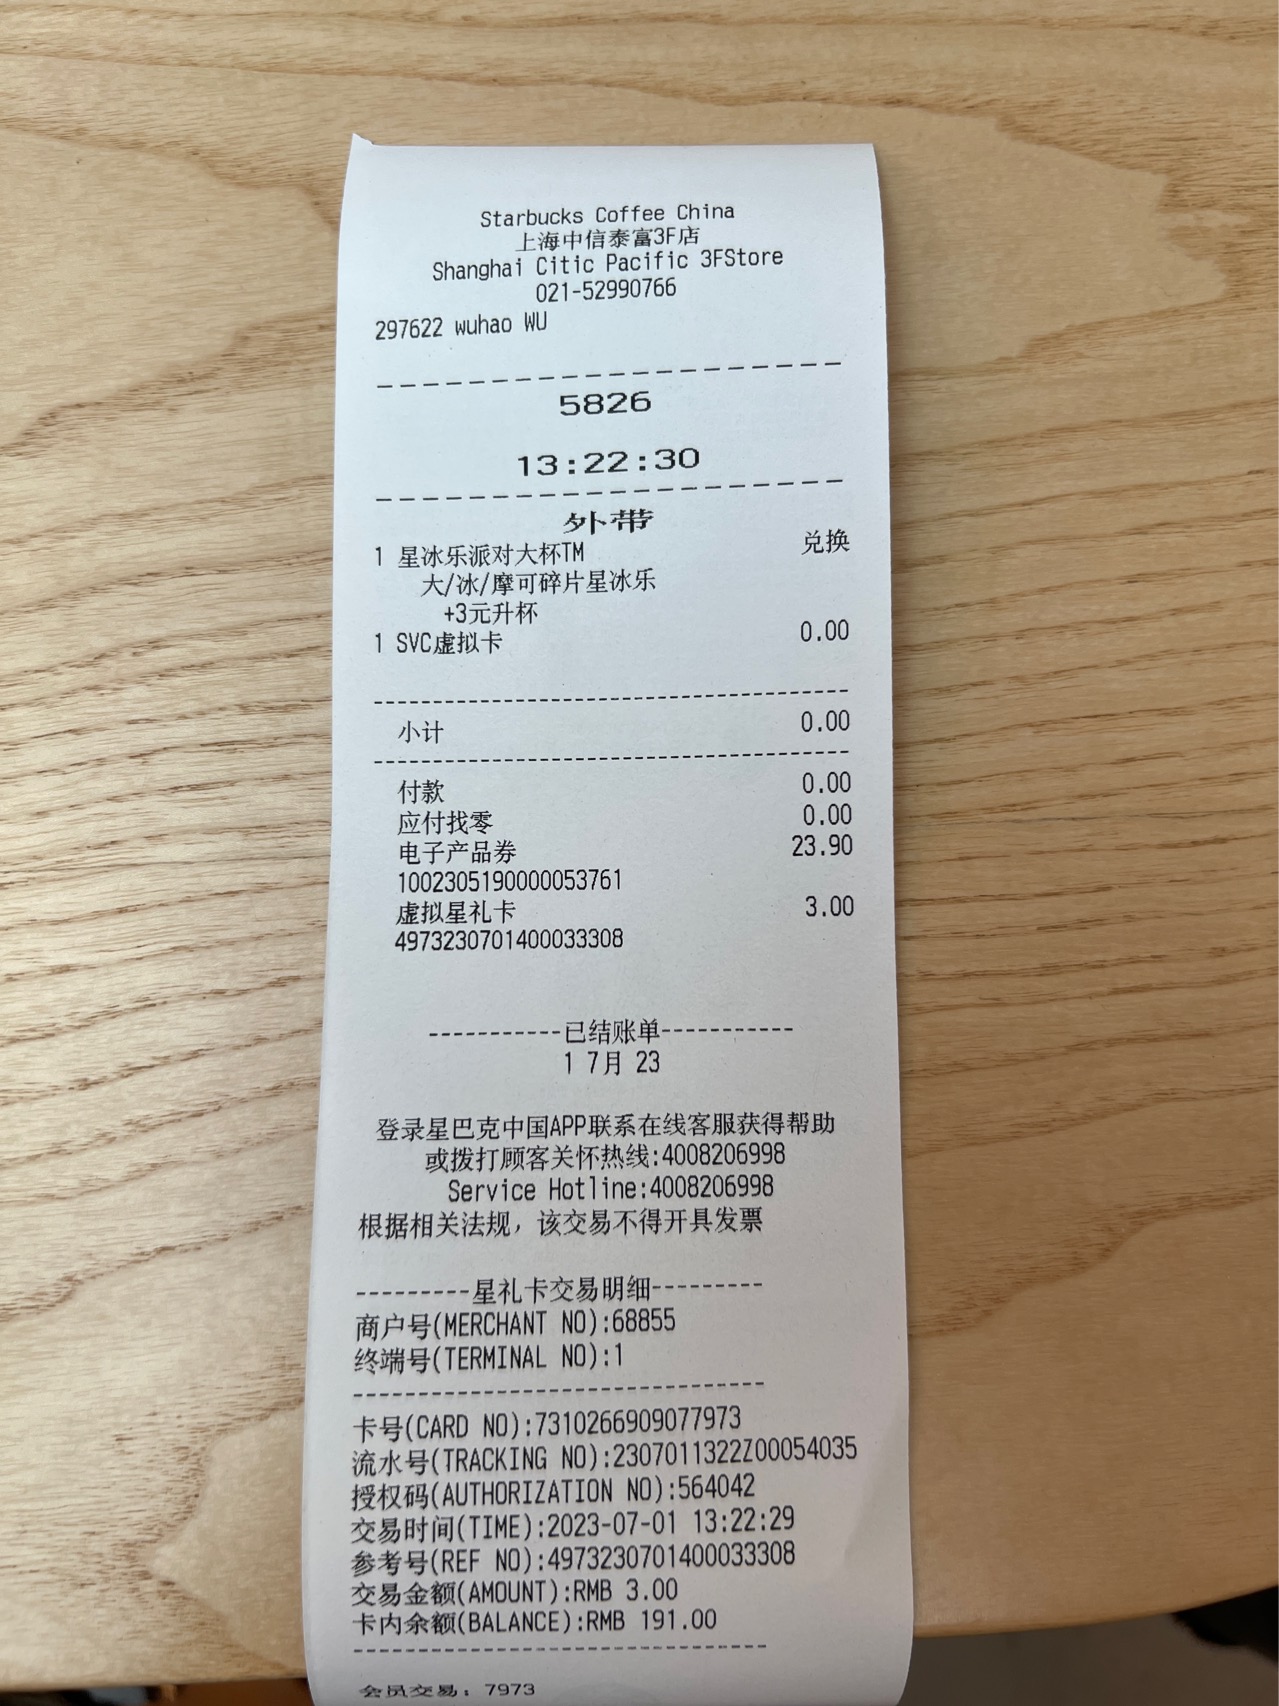 Starbucks Coffee China
上海中信泰富3F店
Shanghai Citic Pacific 3FStore
021-52990766
297622 wuhao WU
--------------------
5826
13:22:30
--------------------
外带
1 星冰乐派对大杯TM 兑换
大/冰/摩可碎片星冰乐
+3元升杯
1 SVC虚拟卡 0.00
---------------------------------------
小计 0.00
---------------------------------------
付款 0.00
应付找零 0.00
电子产品券 23.90
1002305190000053761
虚拟星礼卡 3.00
4973230701400033308
-----------已结账单-----------
1 7月 23
登录星巴克中国APP联系在线客服获得帮助
或拨打顾客关怀热线:4008206998
Service Hotline:4008206998
根据相关法规，该交易不得开具发票
---------星礼卡交易明细---------
商户号(MERCHANT NO):68855
终端号(TERMINAL NO):1
--------------------------------
卡号(CARD NO):7310266909077973
流水号(TRACKING NO):2307011322Z00054035
授权码(AUTHORIZATION NO):564042
交易时间(TIME):2023-07-01 13:22:29
参考号(REF NO):4973230701400033308
交易金额(AMOUNT):RMB 3.00
卡内余额(BALANCE):RMB 191.00
--------------------------------
会员交易: 7973